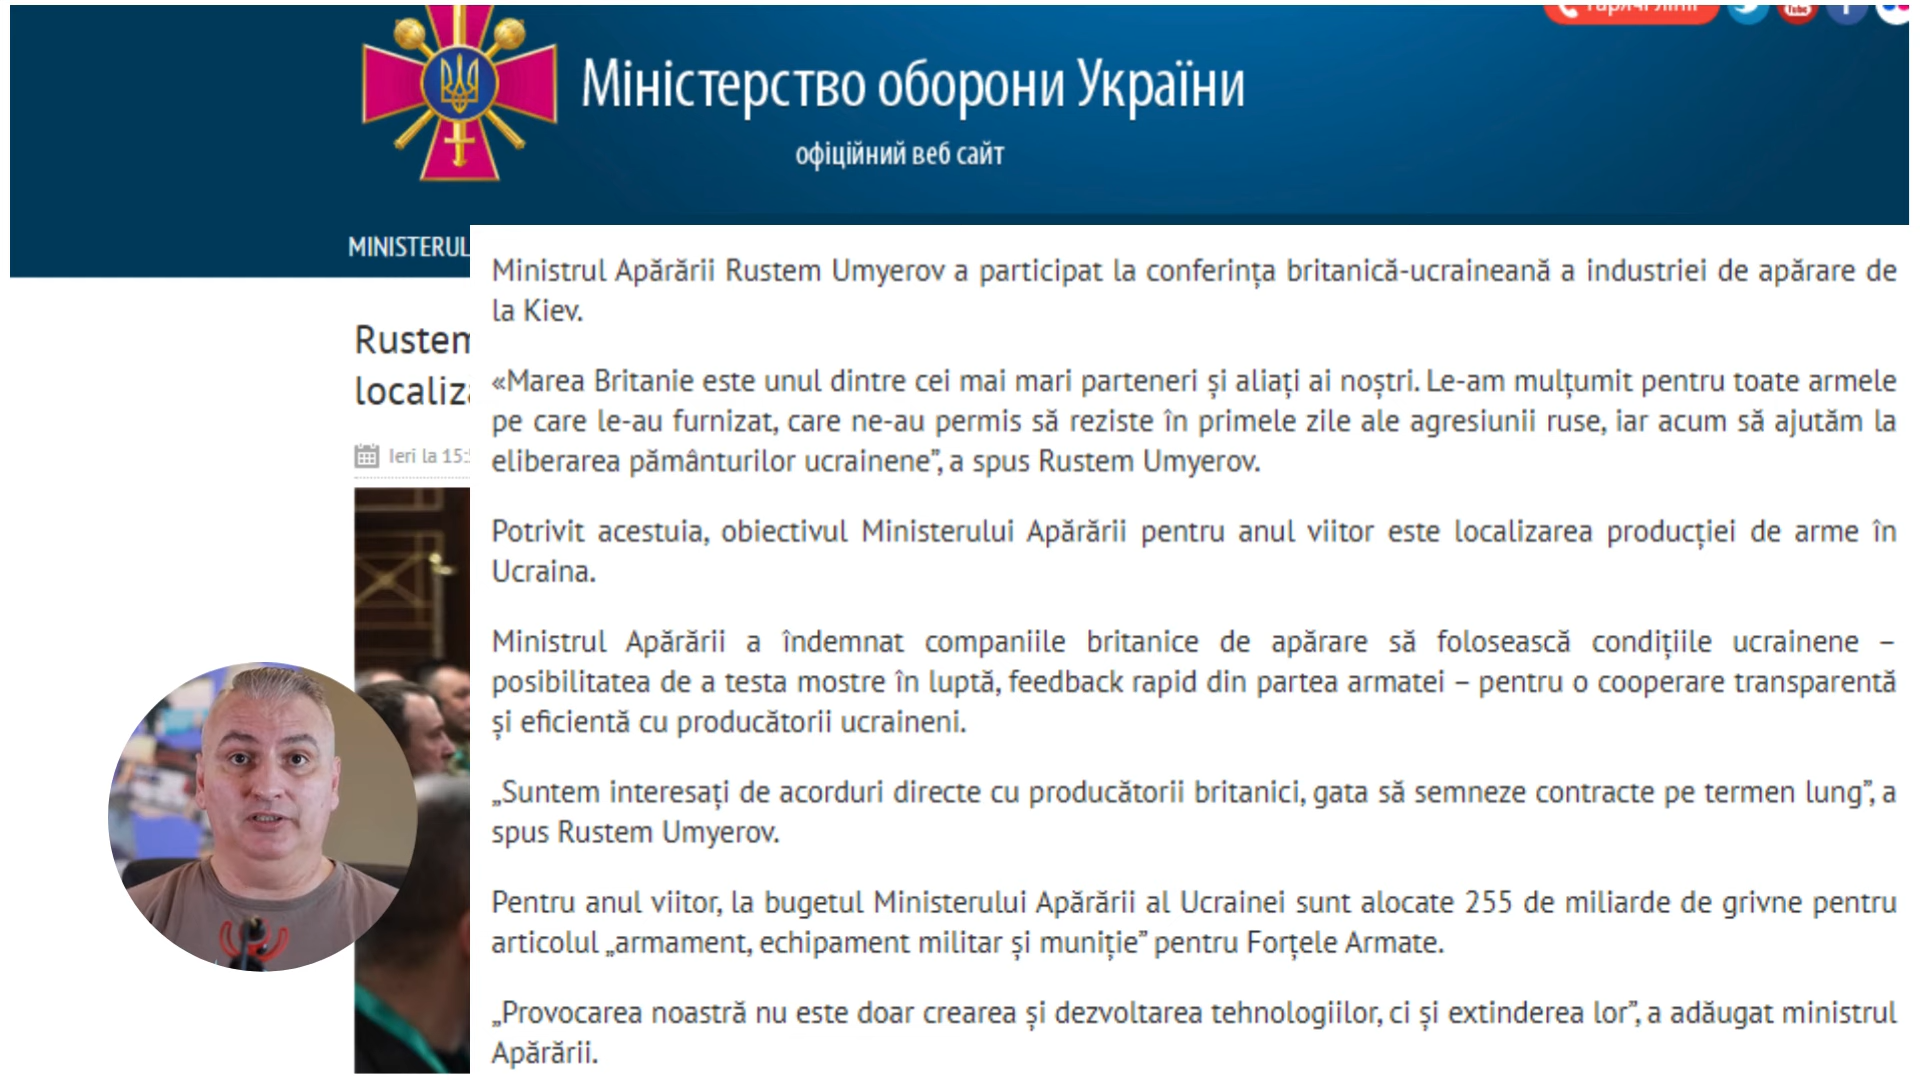 гарячі лінії
Міністерство оборони України
офіційний веб сайт
MINISTERUL
Rustem
localiz
Ieri la 15:
Ministrul Apărării Rustem Umyerov a participat la conferința britanică-ucraineană a industriei de apărare de
la Kiev.
«Marea Britanie este unul dintre cei mai mari parteneri și aliați ai noștri. Le-am mulțumit pentru toate armele
pe care le-au furnizat, care ne-au permis să reziste în primele zile ale agresiunii ruse, iar acum să ajutăm la
eliberarea pământurilor ucrainene”, a spus Rustem Umyerov.
Potrivit acestuia, obiectivul Ministerului Apărării pentru anul viitor este localizarea producției de arme în
Ucraina.
Ministrul Apărării a îndemnat companiile britanice de apărare să folosească condițiile ucrainene –
posibilitatea de a testa mostre în luptă, feedback rapid din partea armatei – pentru o cooperare transparentă
și eficientă cu producătorii ucraineni.
„Suntem interesați de acorduri directe cu producătorii britanici, gata să semneze contracte pe termen lung”, a
spus Rustem Umyerov.
Pentru anul viitor, la bugetul Ministerului Apărării al Ucrainei sunt alocate 255 de miliarde de grivne pentru
articolul „armament, echipament militar și muniție” pentru Forțele Armate.
„Provocarea noastră nu este doar crearea și dezvoltarea tehnologiilor, ci și extinderea lor”, a adăugat ministrul
Apărării.